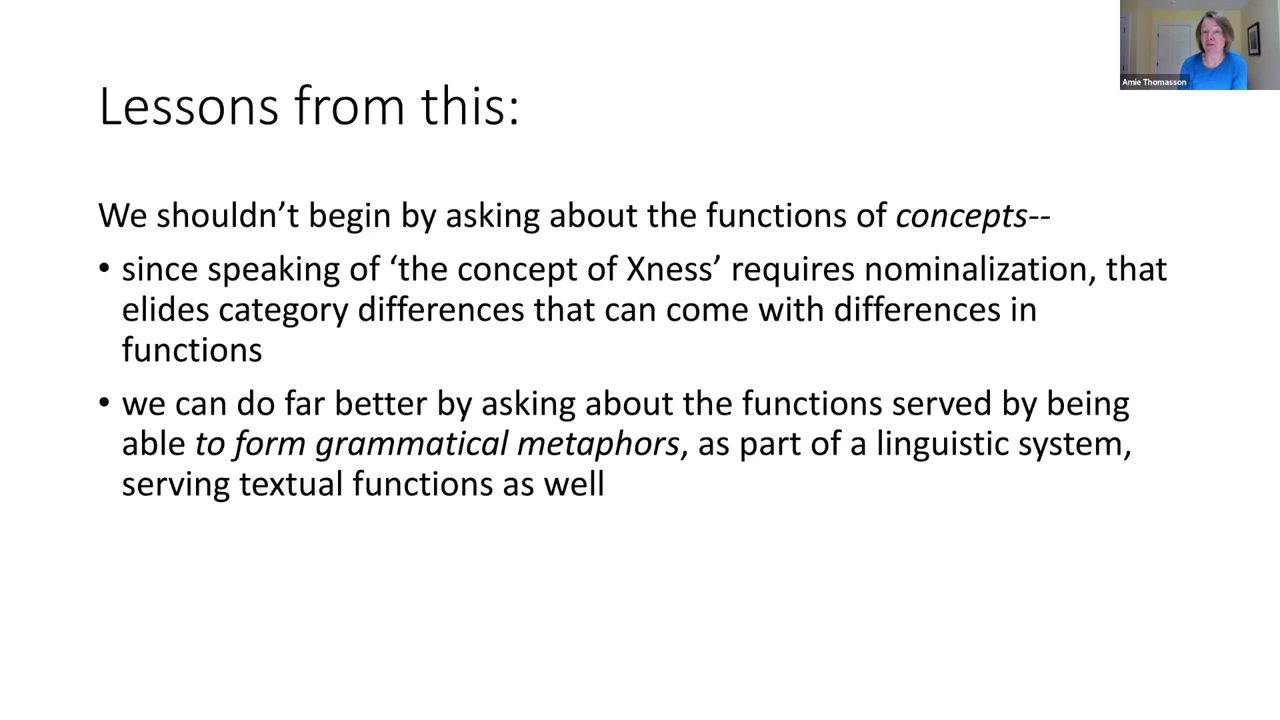 Amie Thomasson
Lessons from this:
We shouldn’t begin by asking about the functions of concepts--
• since speaking of ‘the concept of Xness’ requires nominalization, that
elides category differences that can come with differences in
functions
• we can do far better by asking about the functions served by being
able to form grammatical metaphors, as part of a linguistic system,
serving textual functions as well